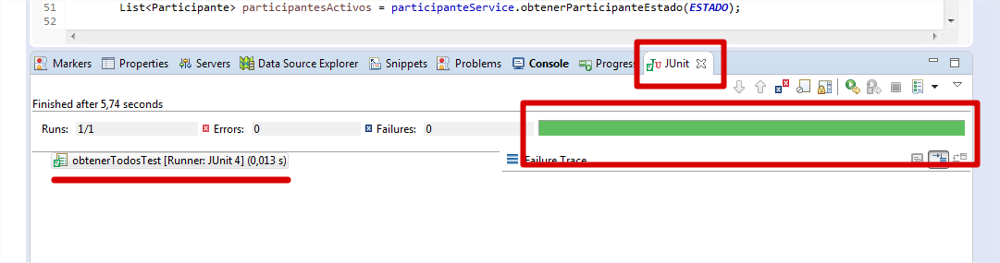 51 List<Participante> participantesActivos = participanteService.obtenerParticipanteEstado(ESTADO);
52
Markers Properties Servers Data Source Explorer Snippets Problems Console Progress JUnit
Finished after 5,74 seconds
Runs: 1/1 Errors: 0 Failures: 0
obtenerTodosTest [Runner: JUnit 4] (0,013 s) Failure Trace